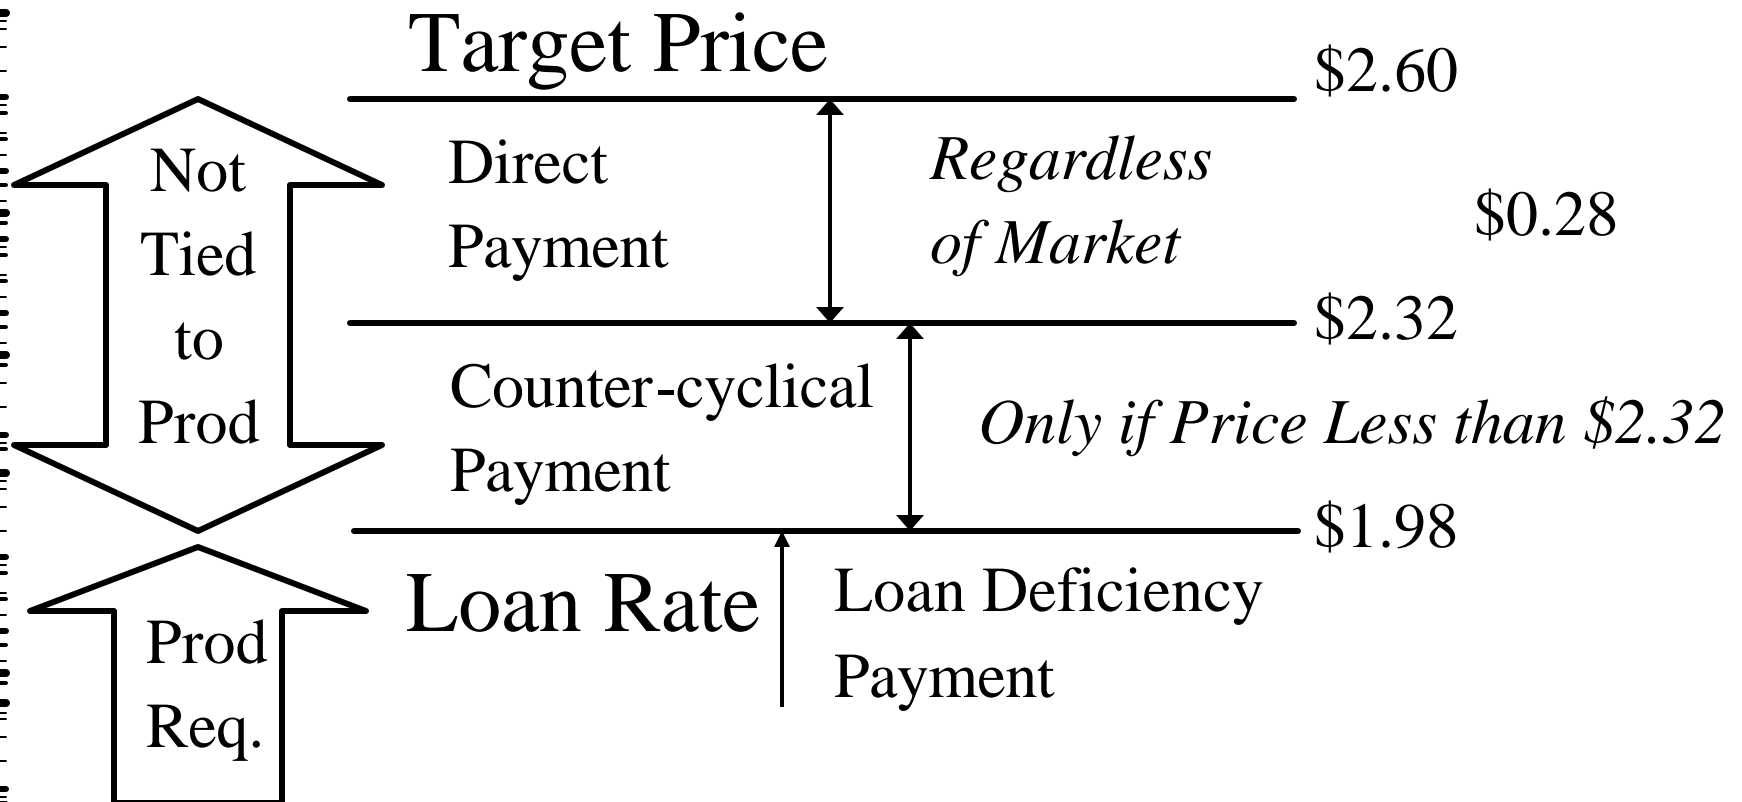 Target Price
$2.60
Not
Tied
to
Prod
Direct
Payment
Regardless
of Market
$0.28
$2.32
Counter-cyclical
Payment
Only if Price Less than $2.32
$1.98
Prod
Req.
Loan Rate
Loan Deficiency
Payment